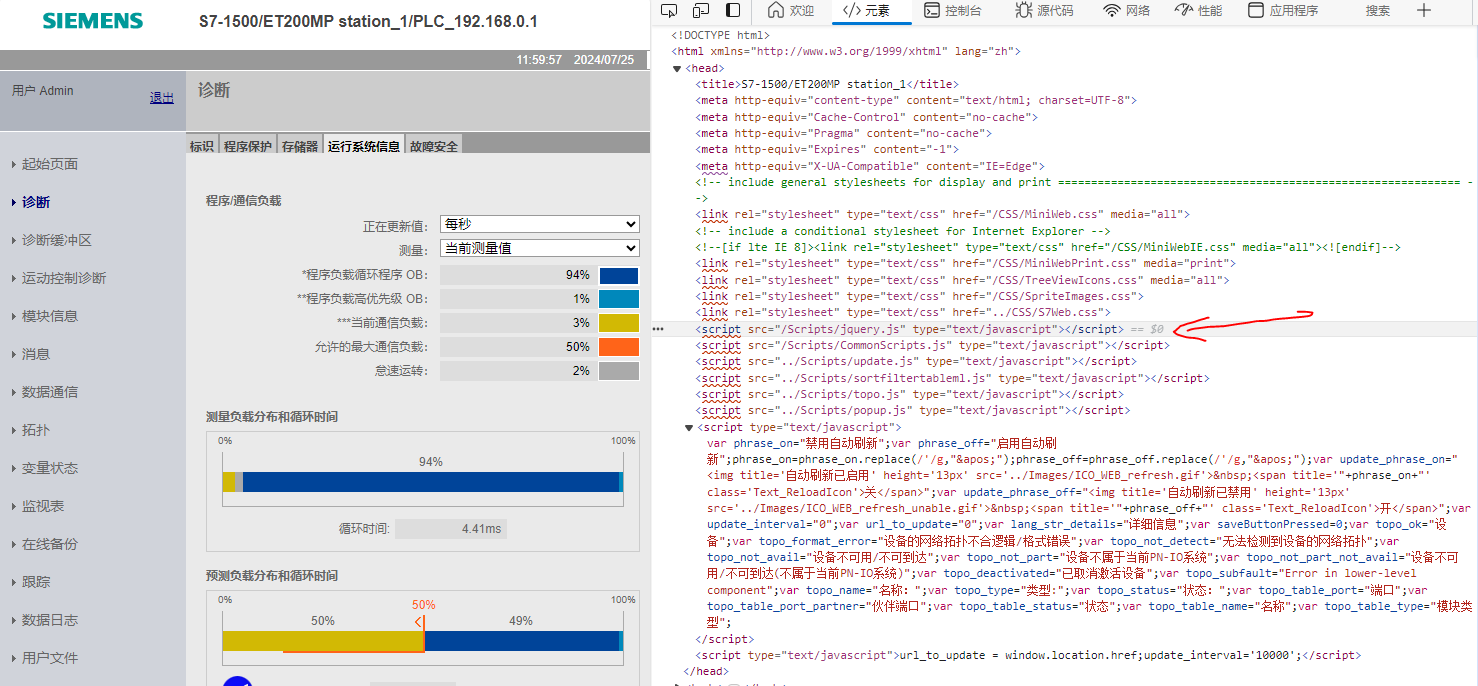 SIEMENS
S7-1500/ET200MP station_1/PLC_192.168.0.1
11:59:57 2024/07/25
用户 Admin
退出
诊断
标识 程序保护 存储器 运行系统信息 故障安全
起始页面
诊断
诊断缓冲区
运动控制诊断
模块信息
消息
数据通信
拓扑
变量状态
监视表
在线备份
跟踪
数据日志
用户文件
程序/通信负载
正在更新值: 每秒
测量: 当前测量值
*程序负载循环程序 OB: 94%
**程序负载高优先级 OB: 1%
***当前通信负载: 3%
允许的最大通信负载: 50%
怠速运转: 2%
测量负载分布和循环时间
0% 100%
94%
循环时间: 4.41ms
预测负载分布和循环时间
0% 50% 100%
50% 49%
欢迎 </> 元素 控制台 源代码 网络 性能 应用程序 搜索
<!DOCTYPE html>
<html xmlns="http://www.w3.org/1999/xhtml" lang="zh">
<head>
<title>S7-1500/ET200MP station_1</title>
<meta http-equiv="content-type" content="text/html; charset=UTF-8">
<meta http-equiv="Cache-Control" content="no-cache">
<meta http-equiv="Pragma" content="no-cache">
<meta http-equiv="Expires" content="-1">
<meta http-equiv="X-UA-Compatible" content="IE=Edge">
<!-- include general stylesheets for display and print ========================================================= -
->
<link rel="stylesheet" type="text/css" href="/CSS/MiniWeb.css" media="all">
<!-- include a conditional stylesheet for Internet Explorer -->
<!--[if lte IE 8]><link rel="stylesheet" type="text/css" href="/CSS/MiniWebIE.css" media="all"><![endif]-->
<link rel="stylesheet" type="text/css" href="/CSS/MiniWebPrint.css" media="print">
<link rel="stylesheet" type="text/css" href="/CSS/TreeViewIcons.css" media="all">
<link rel="stylesheet" type="text/css" href="/CSS/SpriteImages.css">
<link rel="stylesheet" type="text/css" href="../CSS/S7Web.css">
<script src="/Scripts/jquery.js" type="text/javascript"></script> == $0
<script src="/Scripts/CommonScripts.js" type="text/javascript"></script>
<script src="../Scripts/update.js" type="text/javascript"></script>
<script src="../Scripts/sortfiltertableml.js" type="text/javascript"></script>
<script src="../Scripts/topo.js" type="text/javascript"></script>
<script src="../Scripts/popup.js" type="text/javascript"></script>
<script type="text/javascript">
var phrase_on="禁用自动刷新";var phrase_off="启用自动刷
新";phrase_on=phrase_on.replace(/'/g,"&apos;");phrase_off=phrase_off.replace(/'/g,"&apos;");var update_phrase_on="
<img title='自动刷新已启用' height='13px' src='../Images/ICO_WEB_refresh.gif'>&nbsp;<span title='"+phrase_on+"'
class='Text_ReloadIcon'>关</span>";var update_phrase_off="<img title='自动刷新已禁用' height='13px'
src='../Images/ICO_WEB_refresh_unable.gif'>&nbsp;<span title='"+phrase_off+"' class='Text_ReloadIcon'>开</span>";var
update_interval="0";var url_to_update="0";var lang_str_details="详细信息";var saveButtonPressed=0;var topo_ok="设
备";var topo_format_error="设备的网络拓扑不合逻辑/格式错误";var topo_not_detect="无法检测到设备的网络拓扑";var
topo_not_avail="设备不可用/不可到达";var topo_not_part="设备不属于当前PN-IO系统";var topo_not_part_not_avail="设备不可
用/不可到达(不属于当前PN-IO系统)";var topo_deactivated="已取消激活设备";var topo_subfault="Error in lower-level
component";var topo_name="名称: ";var topo_type="类型:";var topo_status="状态: ";var topo_table_port="端口";var
topo_table_port_partner="伙伴端口";var topo_table_status="状态";var topo_table_name="名称";var topo_table_type="模块类
型";
</script>
<script type="text/javascript">url_to_update = window.location.href;update_interval='10000';</script>
</head>